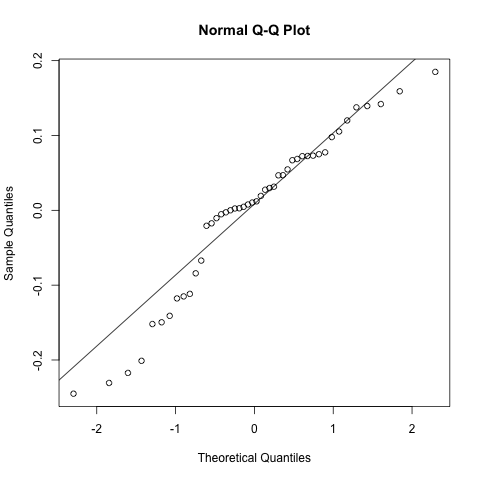 Normal Q-Q Plot
0.2
0.1
0.0
-0.1
-0.2
Sample Quantiles
-2 -1 0 1 2
Theoretical Quantiles